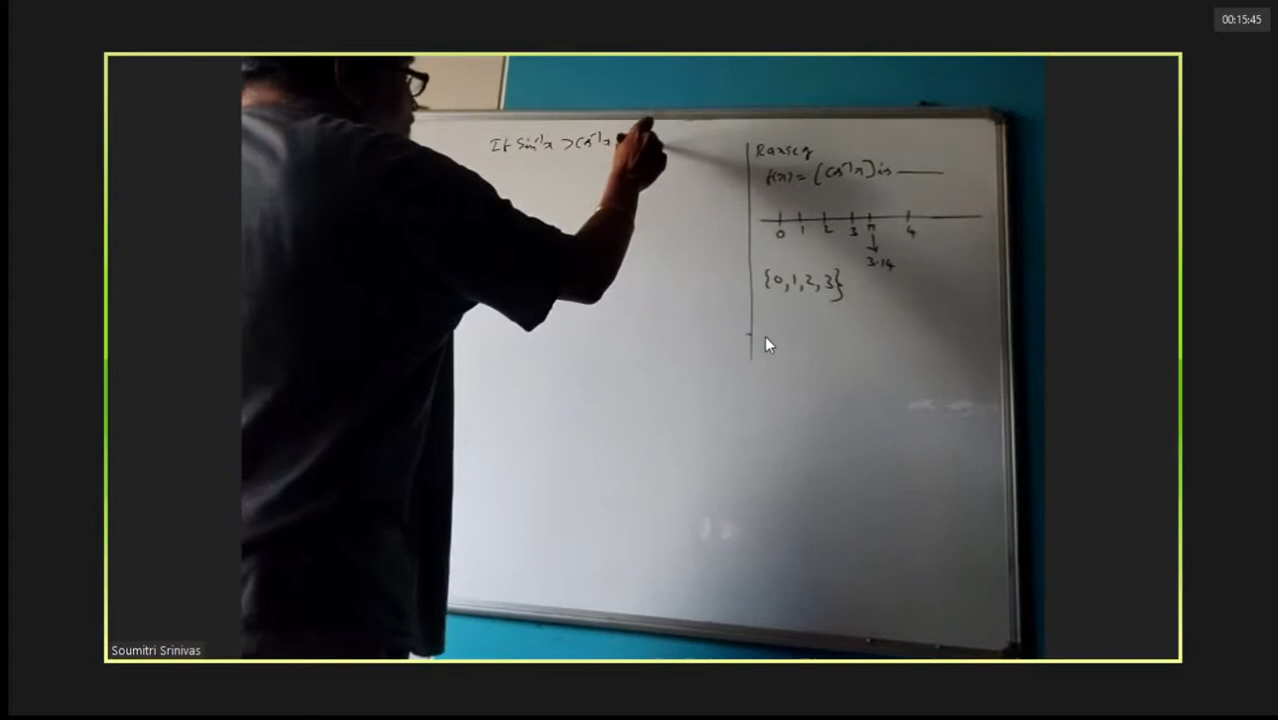 00:15:45
If Sin⁻¹x > Cos⁻¹x
Range of
f(x) = [Cos⁻¹x] is ______
0 1 2 3 π 4
3.14
{0,1,2,3}
Soumitri Srinivas